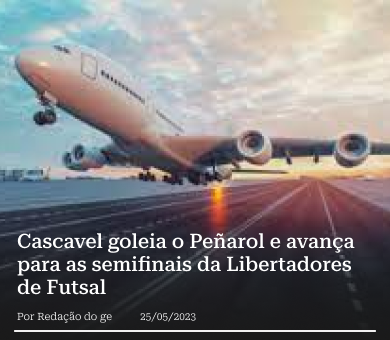 Cascavel goleia o Peñarol e avança
para as semifinais da Libertadores
de Futsal
Por Redação do ge 25/05/2023